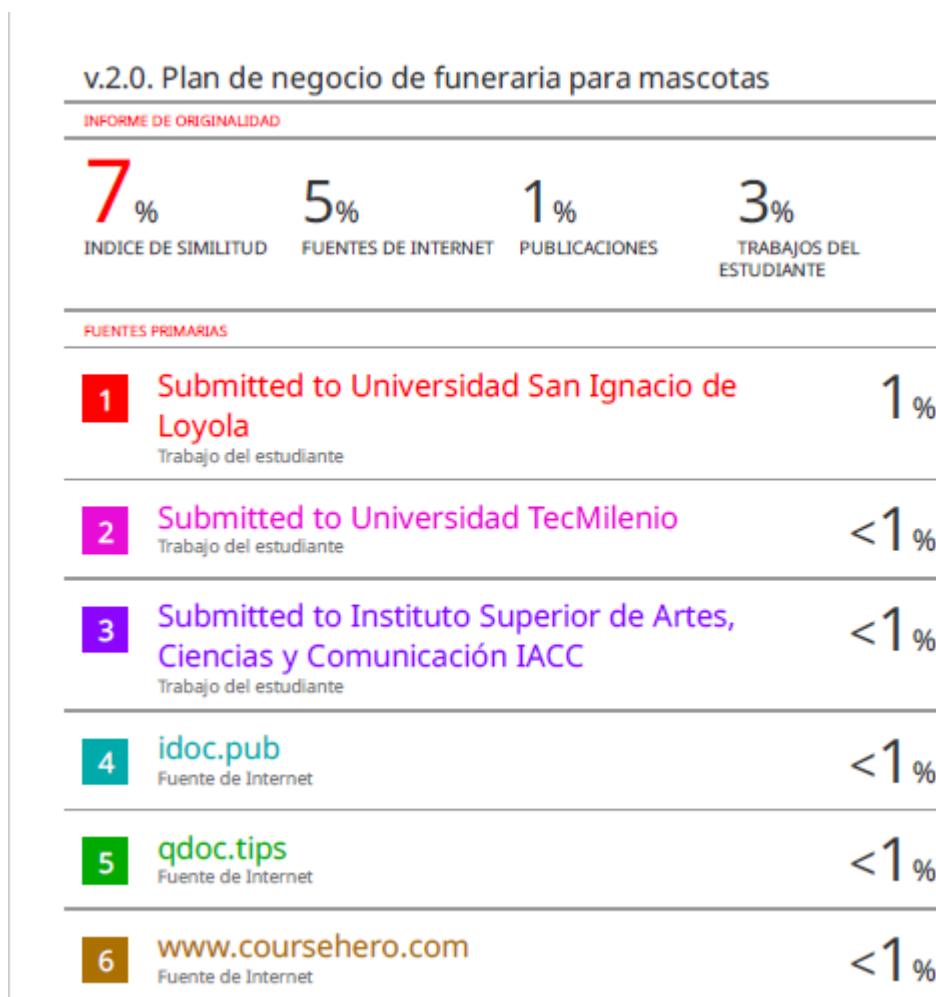 v.2.0. Plan de negocio de funeraria para mascotas
INFORME DE ORIGINALIDAD
7% 5% 1% 3%
INDICE DE SIMILITUD FUENTES DE INTERNET PUBLICACIONES TRABAJOS DEL
ESTUDIANTE
FUENTES PRIMARIAS
1 Submitted to Universidad San Ignacio de 1%
Loyola
Trabajo del estudiante
2 Submitted to Universidad TecMilenio <1%
Trabajo del estudiante
3 Submitted to Instituto Superior de Artes, <1%
Ciencias y Comunicación IACC
Trabajo del estudiante
4 idoc.pub <1%
Fuente de Internet
5 qdoc.tips <1%
Fuente de Internet
6 www.coursehero.com <1%
Fuente de Internet